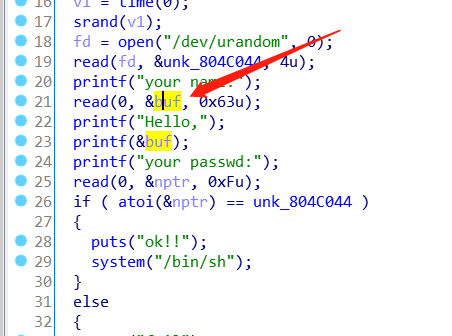 16 v1 = time(0);
17 srand(v1);
18 fd = open("/dev/urandom", 0);
19 read(fd, &unk_804C044, 4u);
20 printf("your name:");
21 read(0, &buf, 0x63u);
22 printf("Hello,");
23 printf(&buf);
24 printf("your passwd:");
25 read(0, &nptr, 0xFu);
26 if ( atoi(&nptr) == unk_804C044 )
27 {
28 puts("ok!!");
29 system("/bin/sh");
30 }
31 else
32 {